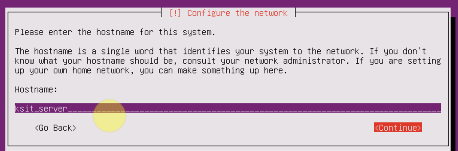 [!] Configure the network
Please enter the hostname for this system.
The hostname is a single word that identifies your system to the network. If you don't
know what your hostname should be, consult your network administrator. If you are setting
up your own home network, you can make something up here.
Hostname:
ksit_server
<Go Back>
<Continue>